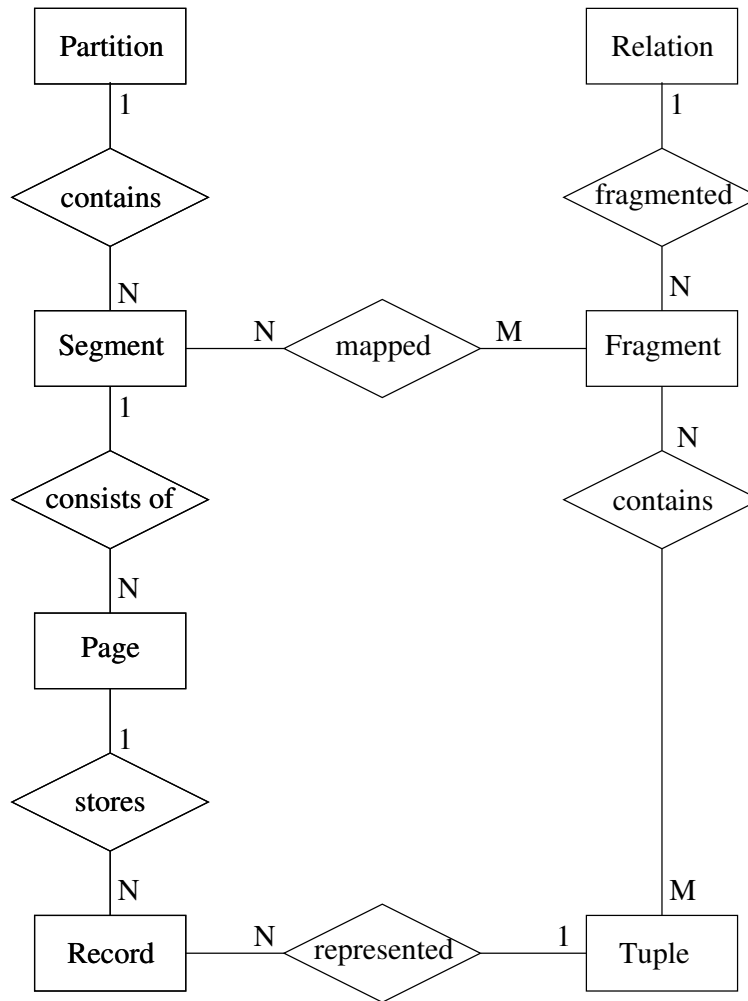 Partition
Relation
1
1
contains
fragmented
N
N
Segment
N
mapped
M
Fragment
1
N
consists of
contains
N
Page
1
stores
N
M
Record
N
represented
1
Tuple